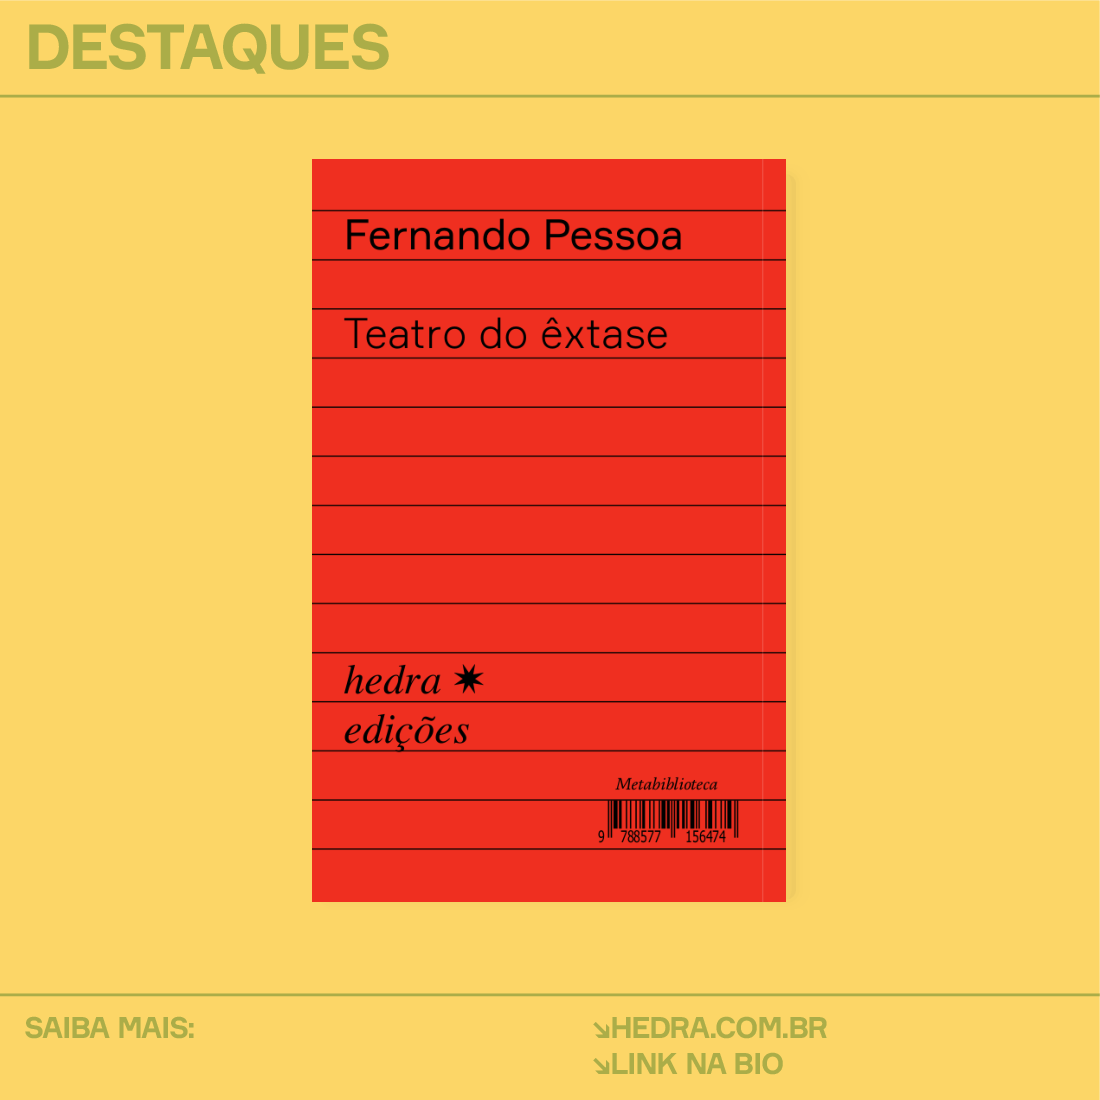 DESTAQUES
Fernando Pessoa
Teatro do êxtase
hedra ✷
edições
Metabiblioteca
9 788577 156474
SAIBA MAIS:
↘HEDRA.COM.BR
↘LINK NA BIO